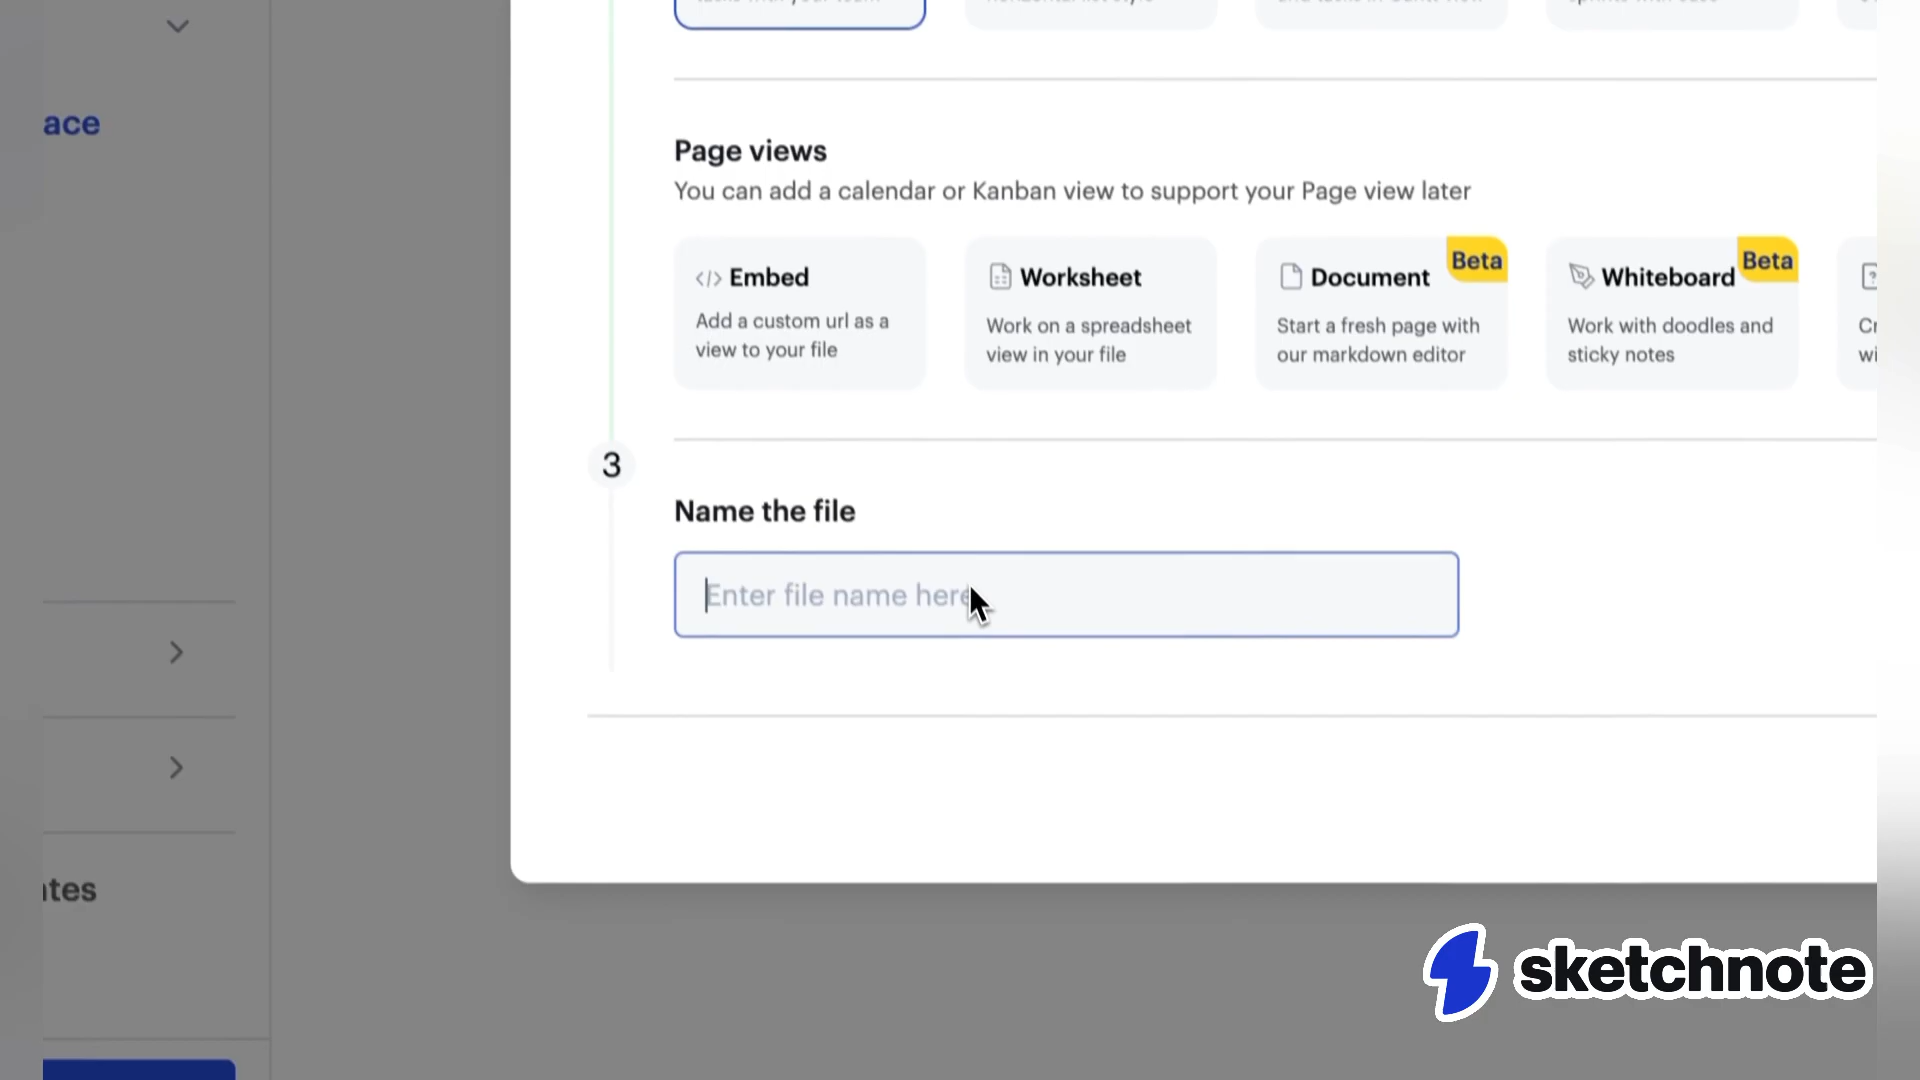 ace
Page views
You can add a calendar or Kanban view to support your Page view later
</> Embed
Add a custom url as a
view to your file
Worksheet
Work on a spreadsheet
view in your file
Document
Beta
Start a fresh page with
our markdown editor
Whiteboard
Beta
Work with doodles and
sticky notes
Cr
wi
3
Name the file
Enter file name here
tes
sketchnote